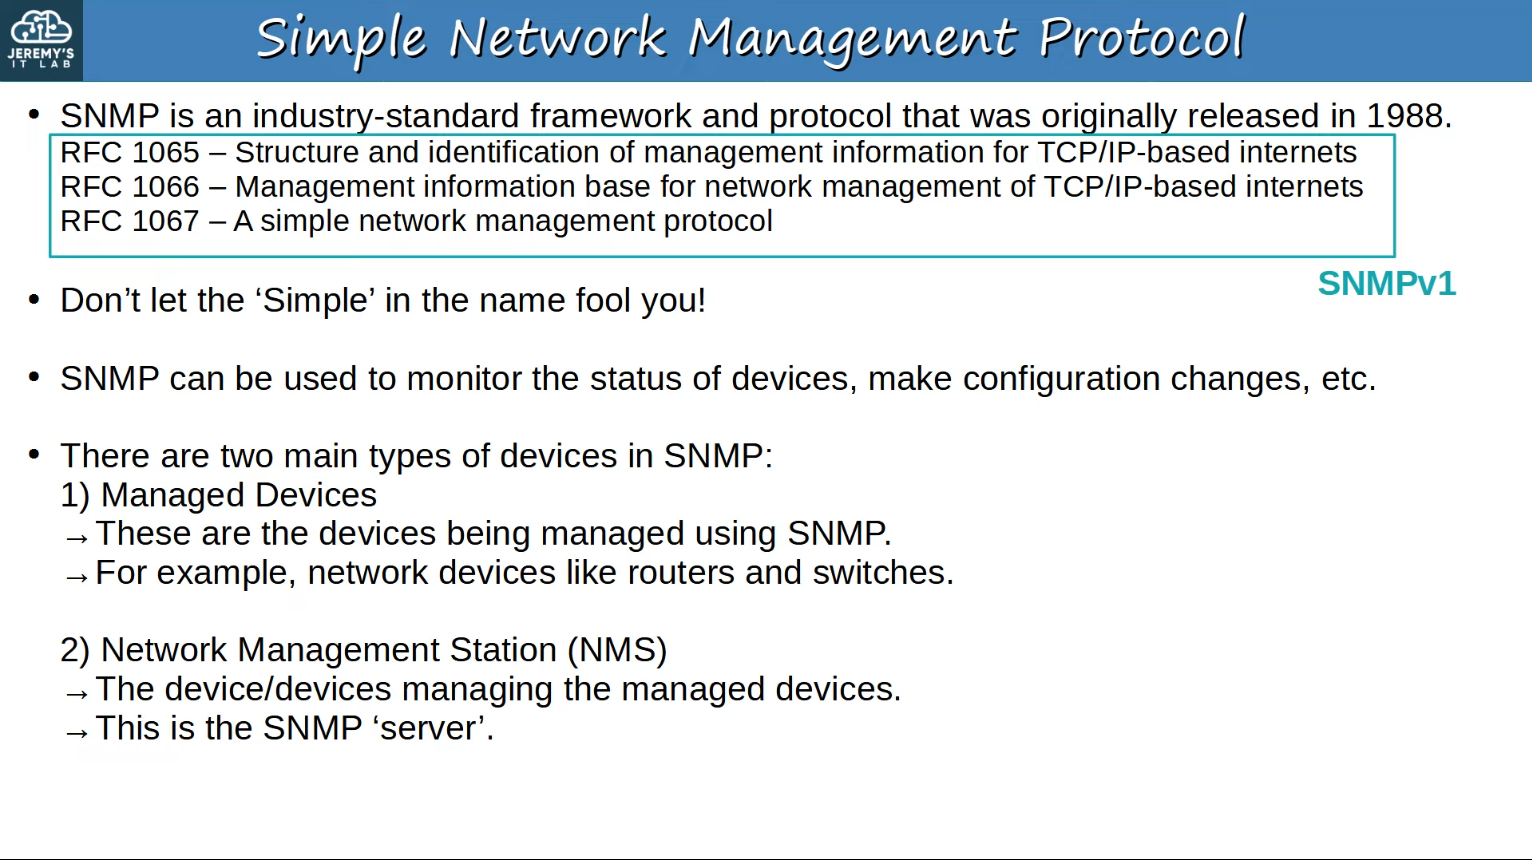 JEREMY'S
IT LAB
Simple Network Management Protocol
• SNMP is an industry-standard framework and protocol that was originally released in 1988.
RFC 1065 – Structure and identification of management information for TCP/IP-based internets
RFC 1066 – Management information base for network management of TCP/IP-based internets
RFC 1067 – A simple network management protocol
SNMPv1
• Don’t let the ‘Simple’ in the name fool you!
• SNMP can be used to monitor the status of devices, make configuration changes, etc.
• There are two main types of devices in SNMP:
1) Managed Devices
→These are the devices being managed using SNMP.
→For example, network devices like routers and switches.
2) Network Management Station (NMS)
→The device/devices managing the managed devices.
→This is the SNMP ‘server’.